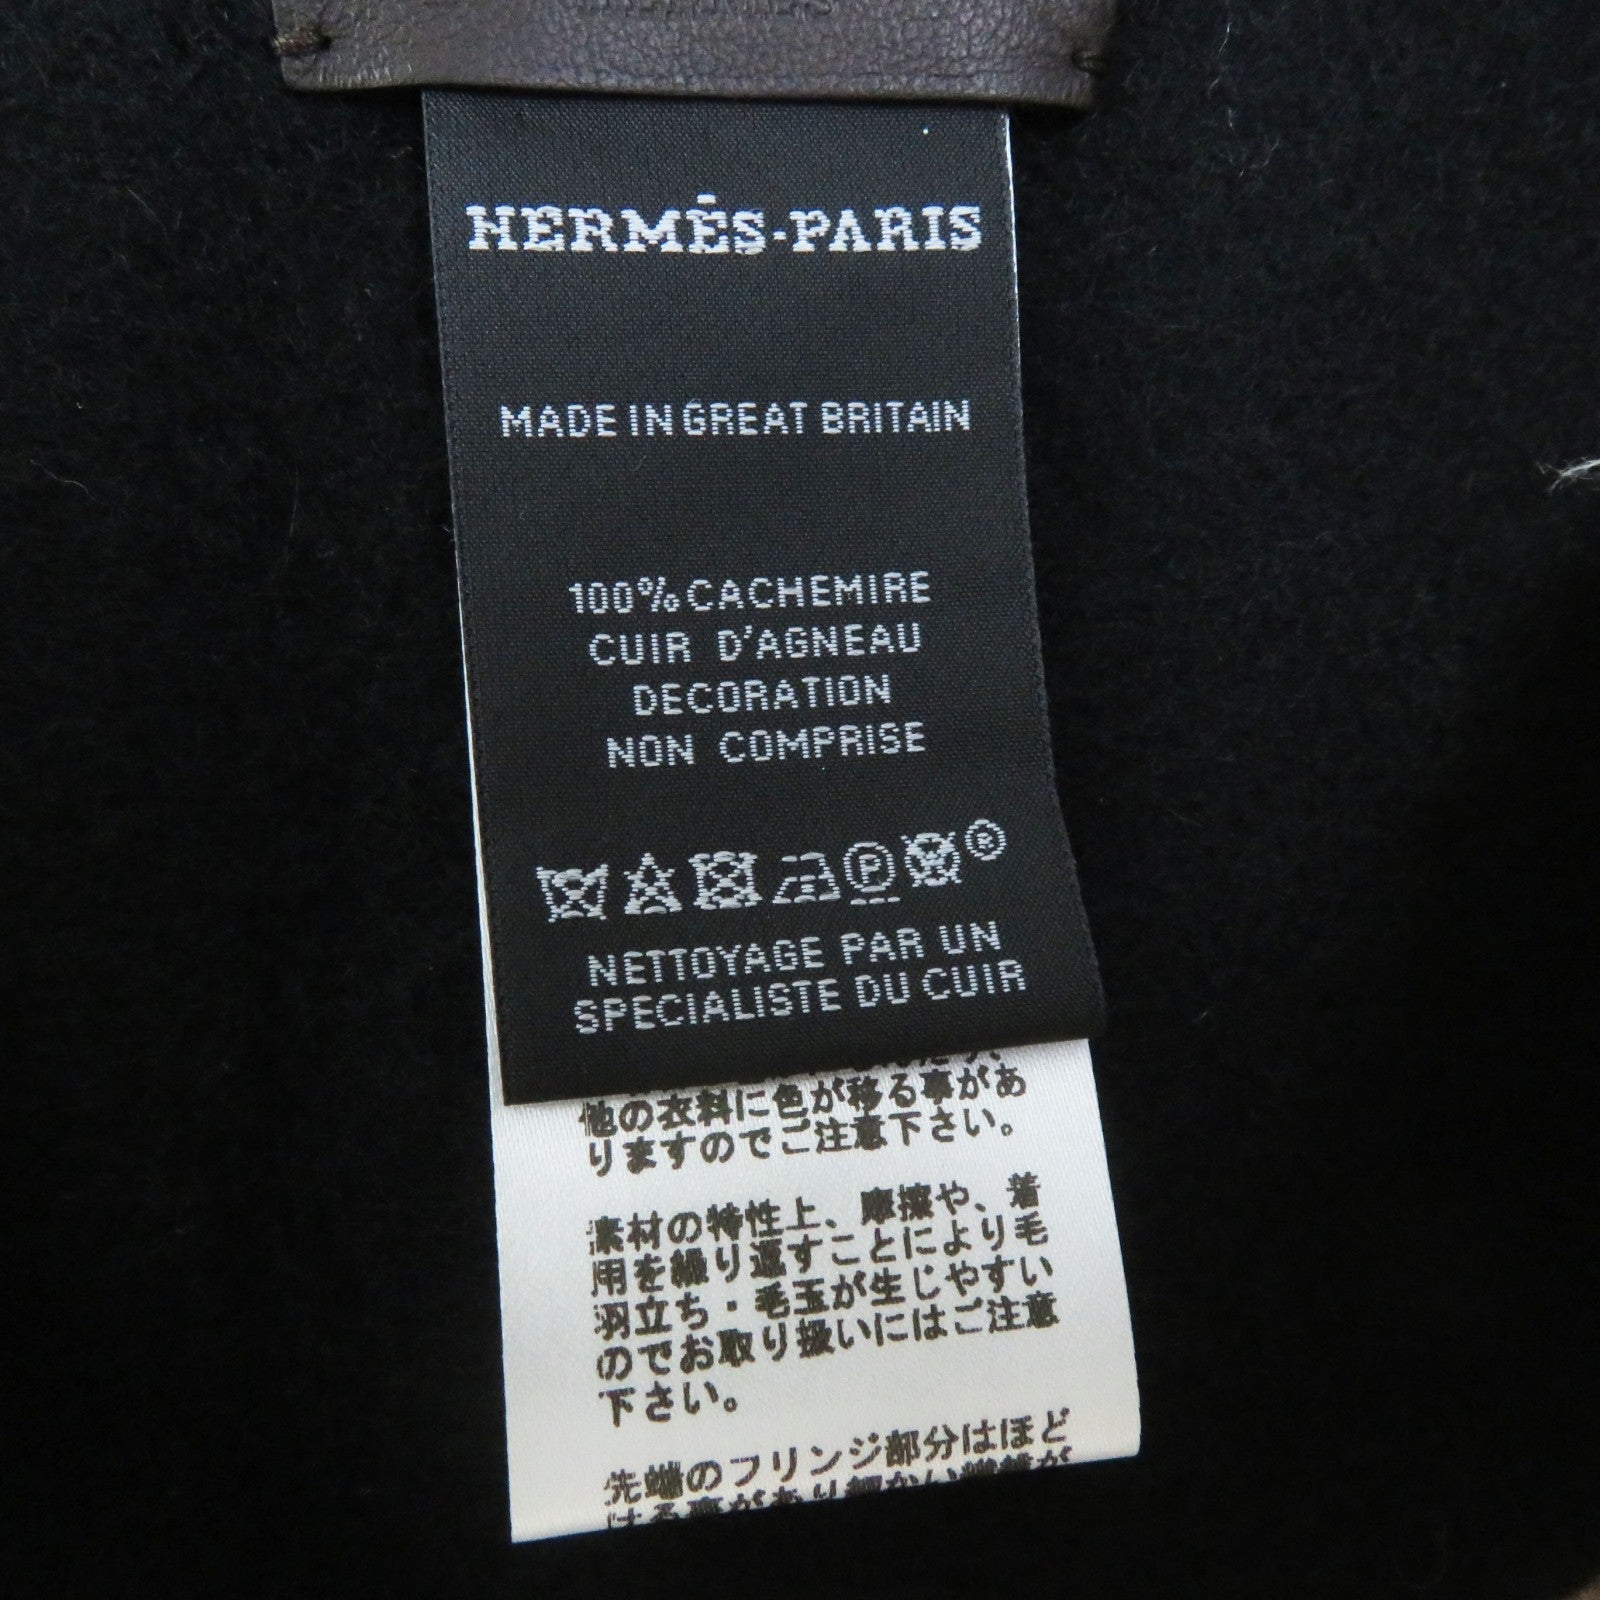 HERMÈS-PARIS
MADE IN GREAT BRITAIN
100% CACHEMIRE
CUIR D'AGNEAU
DECORATION
NON COMPRISE
P
®
NETTOYAGE PAR UN
SPECIALISTE DU CUIR
他の衣料に色が移る事があ
りますのでご注意下さい。
素材の特性上、摩擦や、着
用を繰り返すことにより毛
羽立ち・毛玉が生じやすい
のでお取り扱いにはご注意
下さい。
先端のフリンジ部分はほど